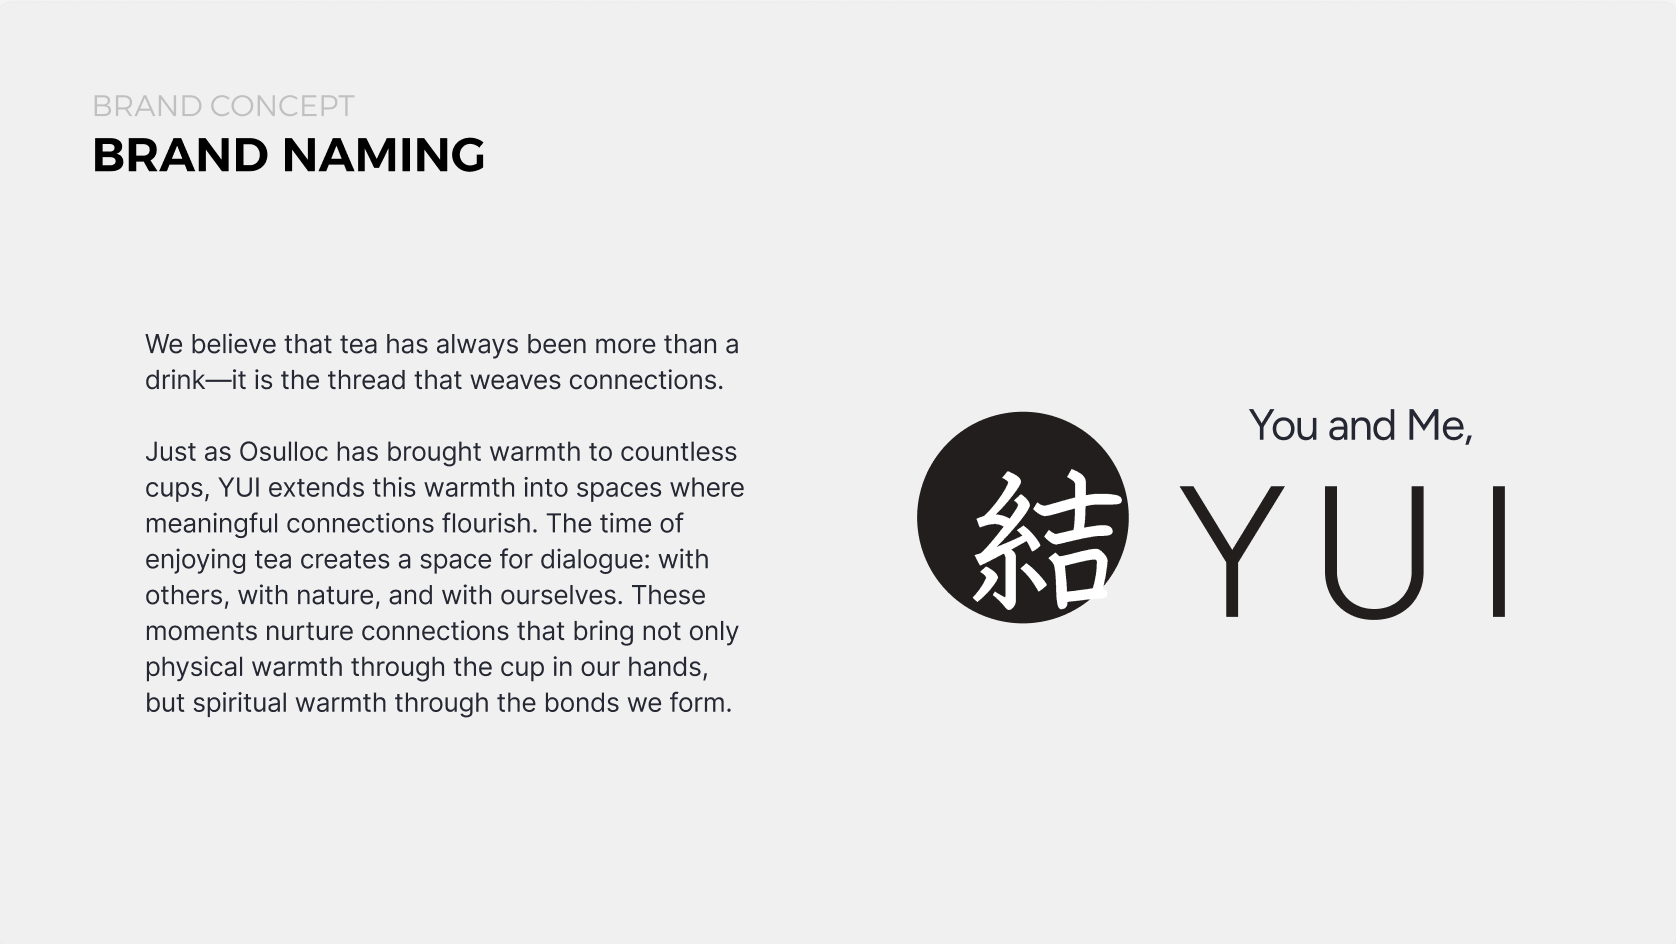 BRAND CONCEPT
BRAND NAMING
We believe that tea has always been more than a
drink—it is the thread that weaves connections.
Just as Osulloc has brought warmth to countless
cups, YUI extends this warmth into spaces where
meaningful connections flourish. The time of
enjoying tea creates a space for dialogue: with
others, with nature, and with ourselves. These
moments nurture connections that bring not only
physical warmth through the cup in our hands,
but spiritual warmth through the bonds we form.
結
You and Me,
YUI